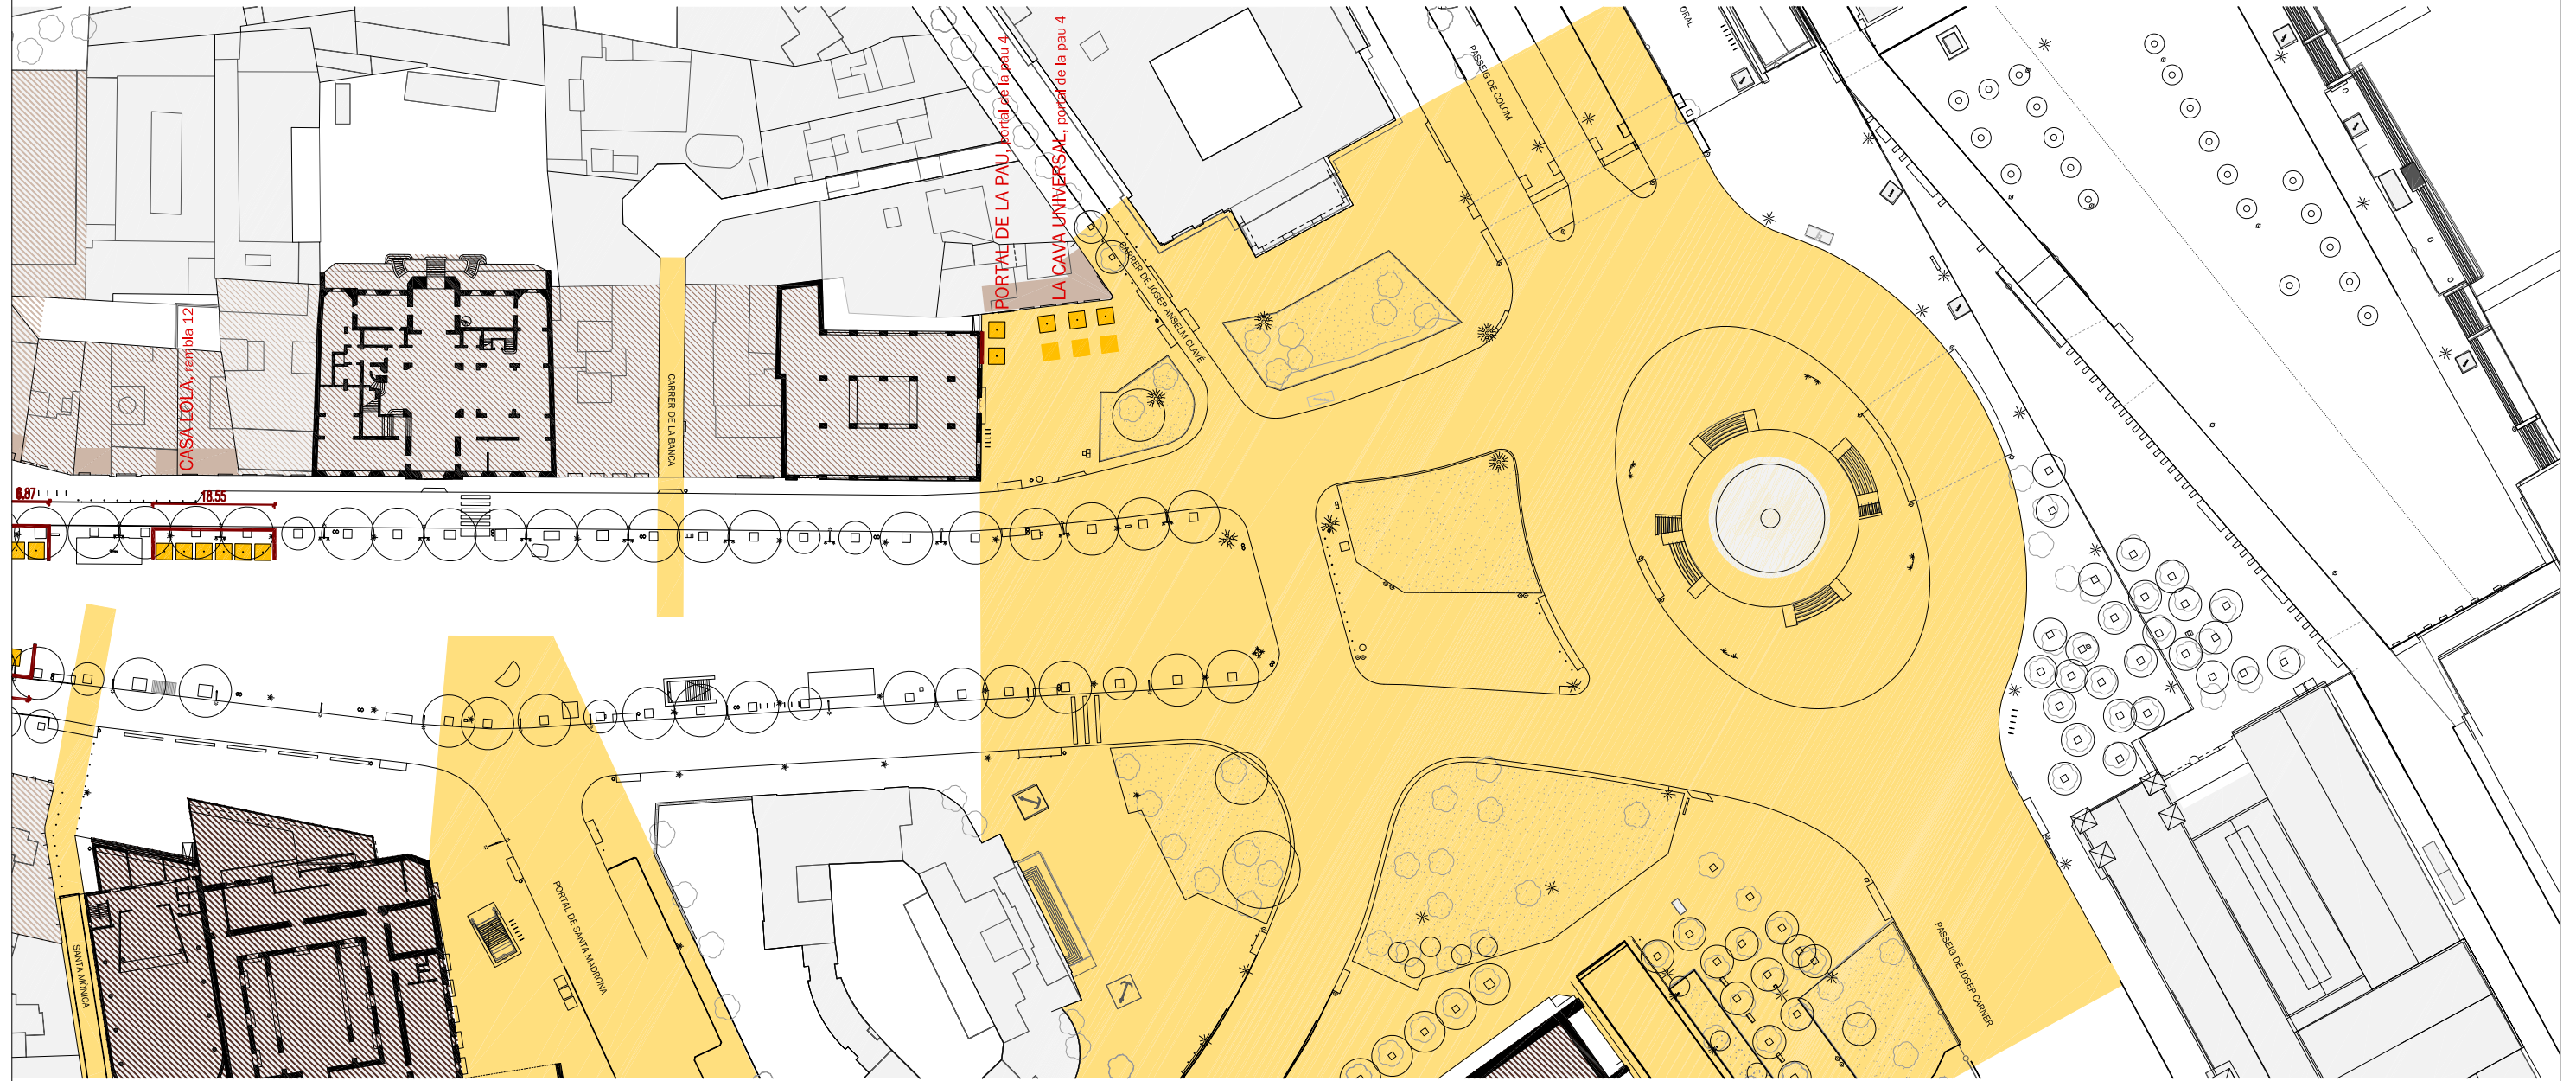 PORTAL DE LA PAU, portal de la pau 4
LA CAVA UNIVERSAL, portal de la pau 4
PASSEIG DE COLOM
ORAL
CARRER DE JOSEP ANSELM CLAVÉ
CASA LOLA, rambla 12
CARRER DE LA BANCA
6.87
18.55
SANTA MÒNICA
PORTAL DE SANTA MADRONA
PASSEIG DE JOSEP CARNER